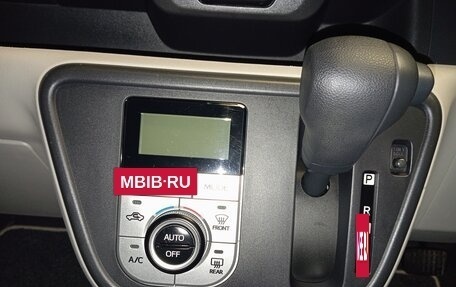 MBIB-RU
MODE
FRONT
AUTO
OFF
A/C
REAR
P
R